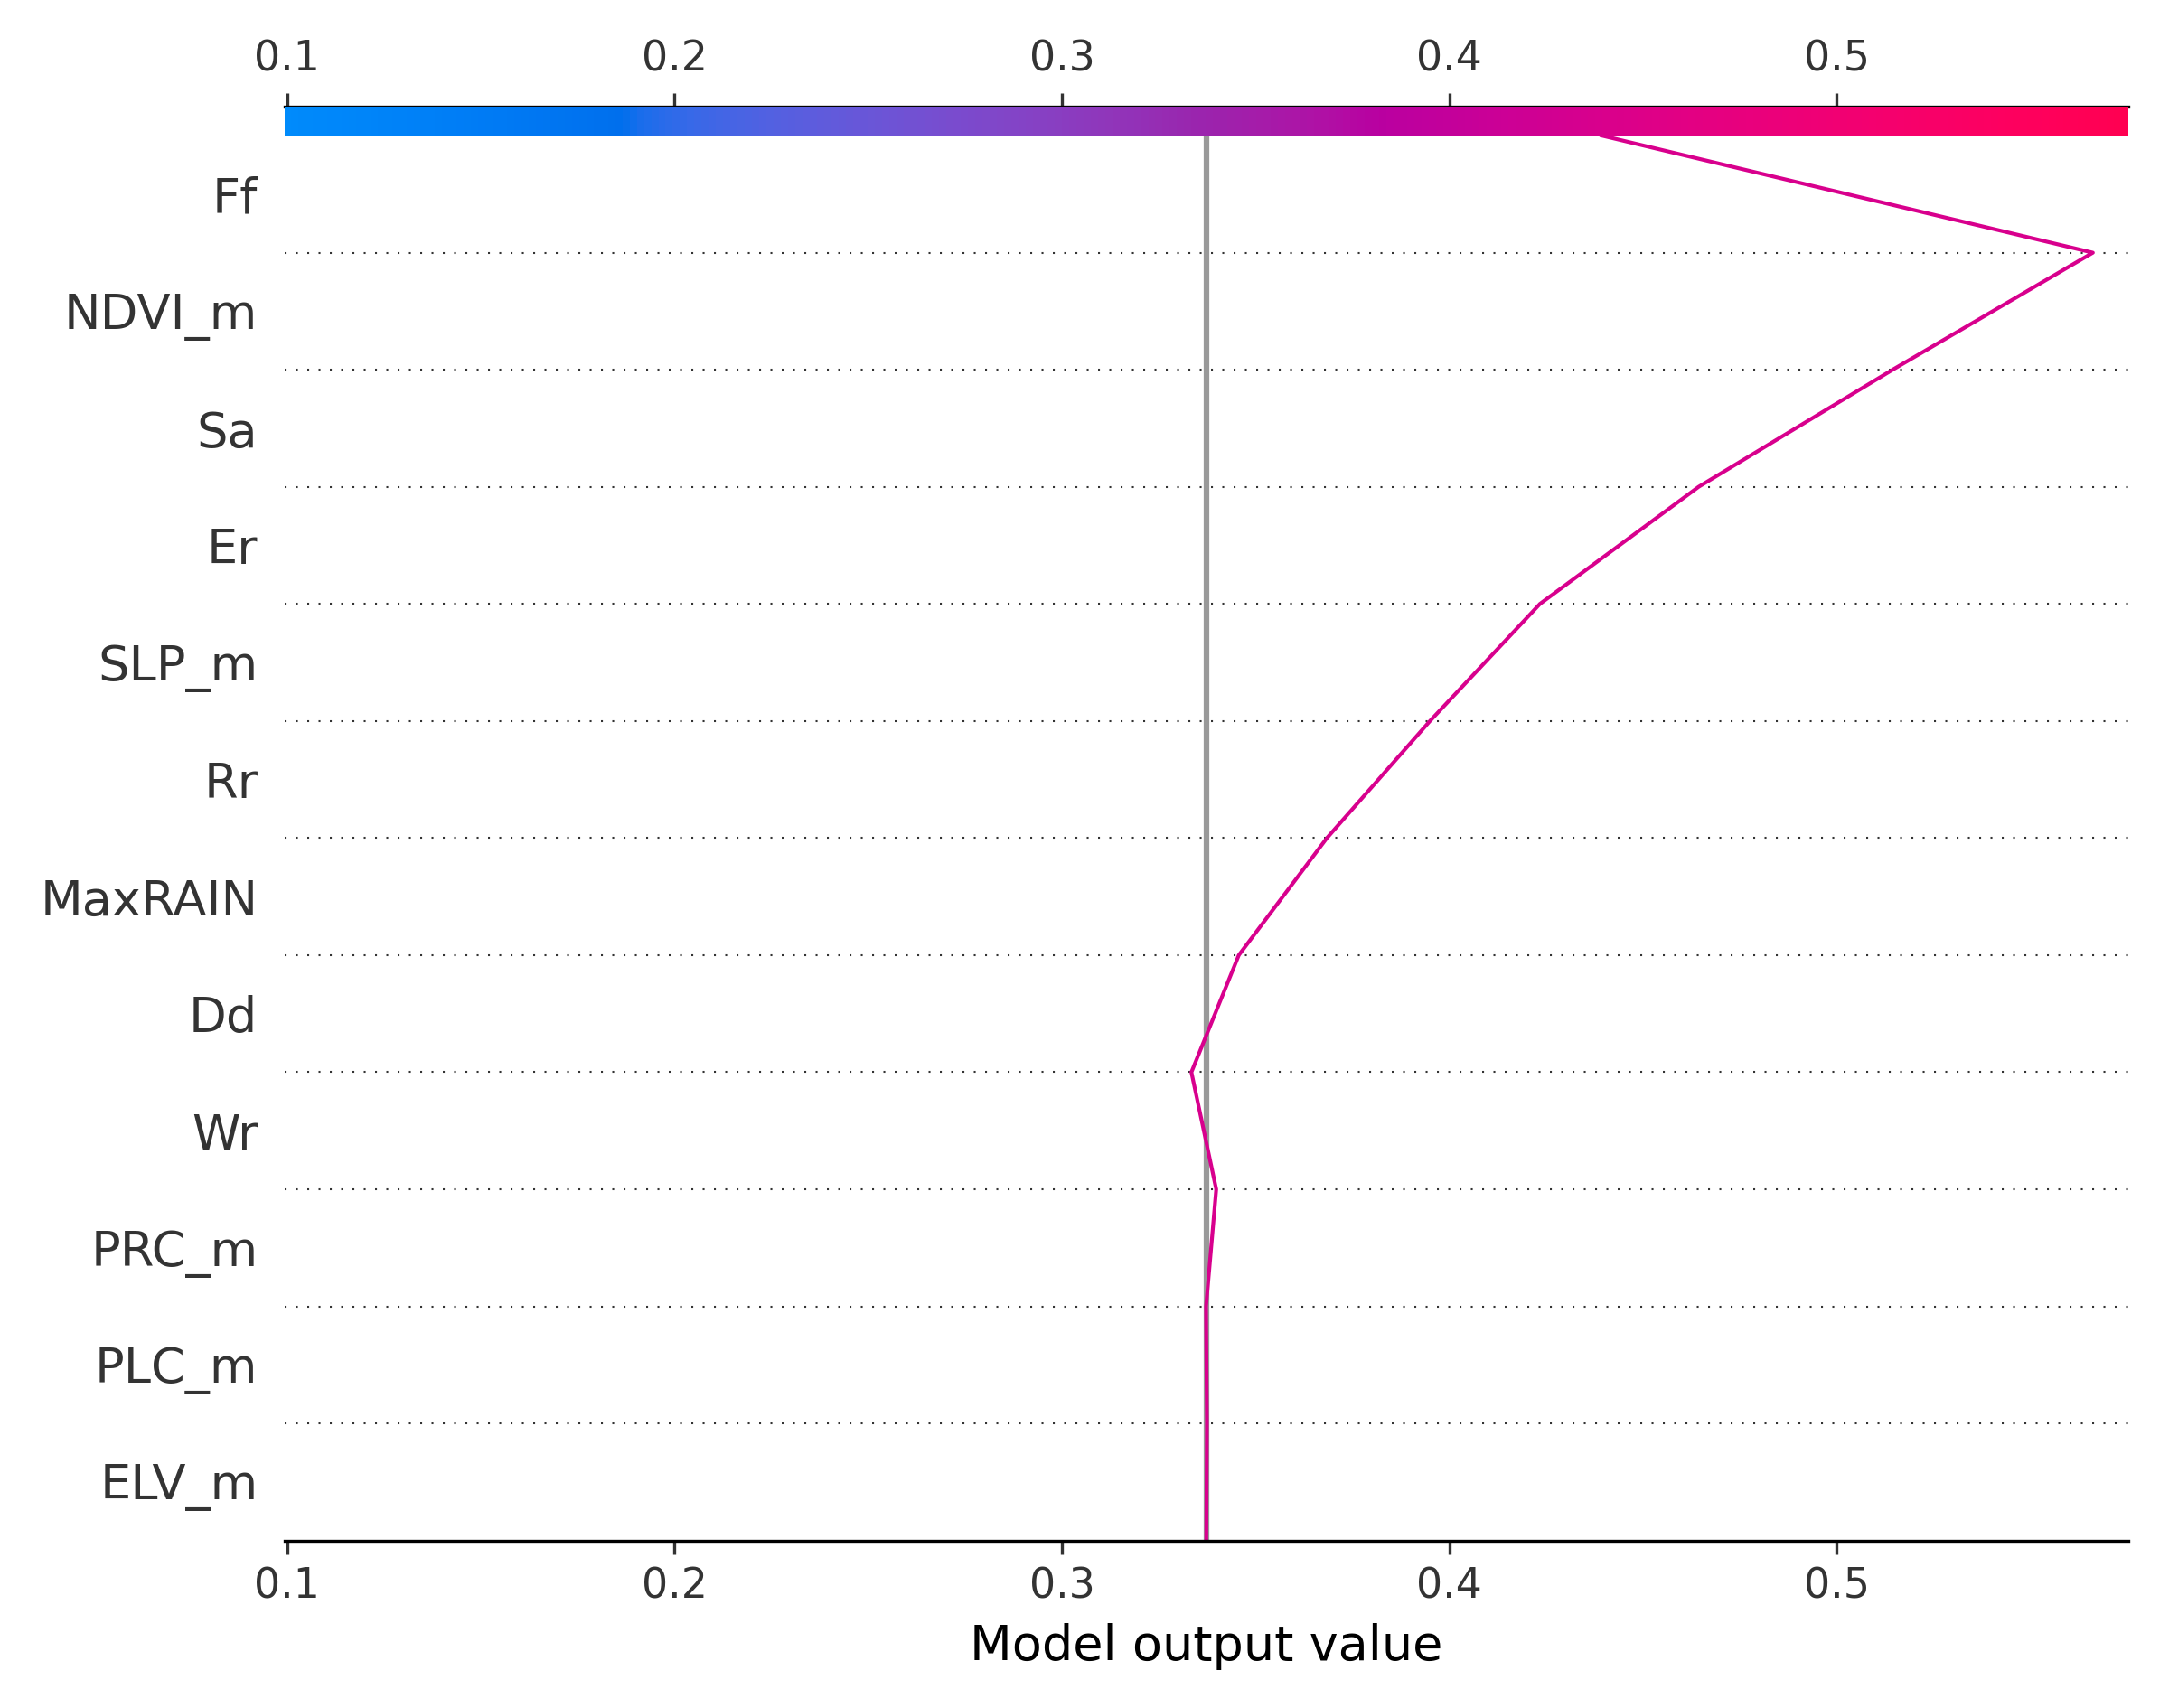 0.1 0.2 0.3 0.4 0.5
Ff
NDVI_m
Sa
Er
SLP_m
Rr
MaxRAIN
Dd
Wr
PRC_m
PLC_m
ELV_m
0.1 0.2 0.3 0.4 0.5
Model output value